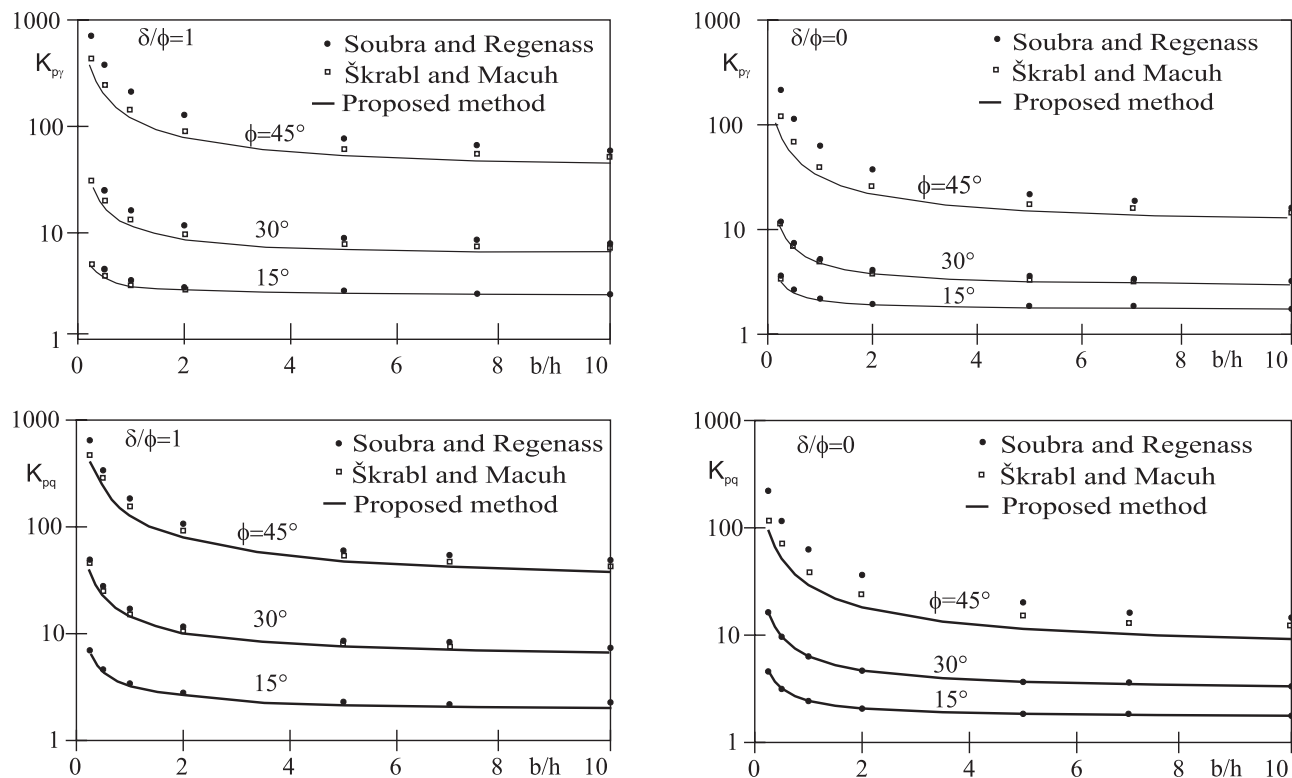 1000
δ/φ=1
K_pγ
Soubra and Regenass
Škrabl and Macuh
Proposed method
100
φ=45°
10
30°
15°
1
0
2
4
6
8
b/h
10
1000
δ/φ=0
K_pγ
Soubra and Regenass
Škrabl and Macuh
Proposed method
100
φ=45°
10
30°
15°
1
0
2
4
6
8
b/h
10
1000
δ/φ=1
K_pq
Soubra and Regenass
Škrabl and Macuh
Proposed method
100
φ=45°
10
30°
15°
1
0
2
4
6
8
b/h
10
1000
δ/φ=0
K_pq
Soubra and Regenass
Škrabl and Macuh
Proposed method
100
φ=45°
10
30°
15°
1
0
2
4
6
8
b/h
10